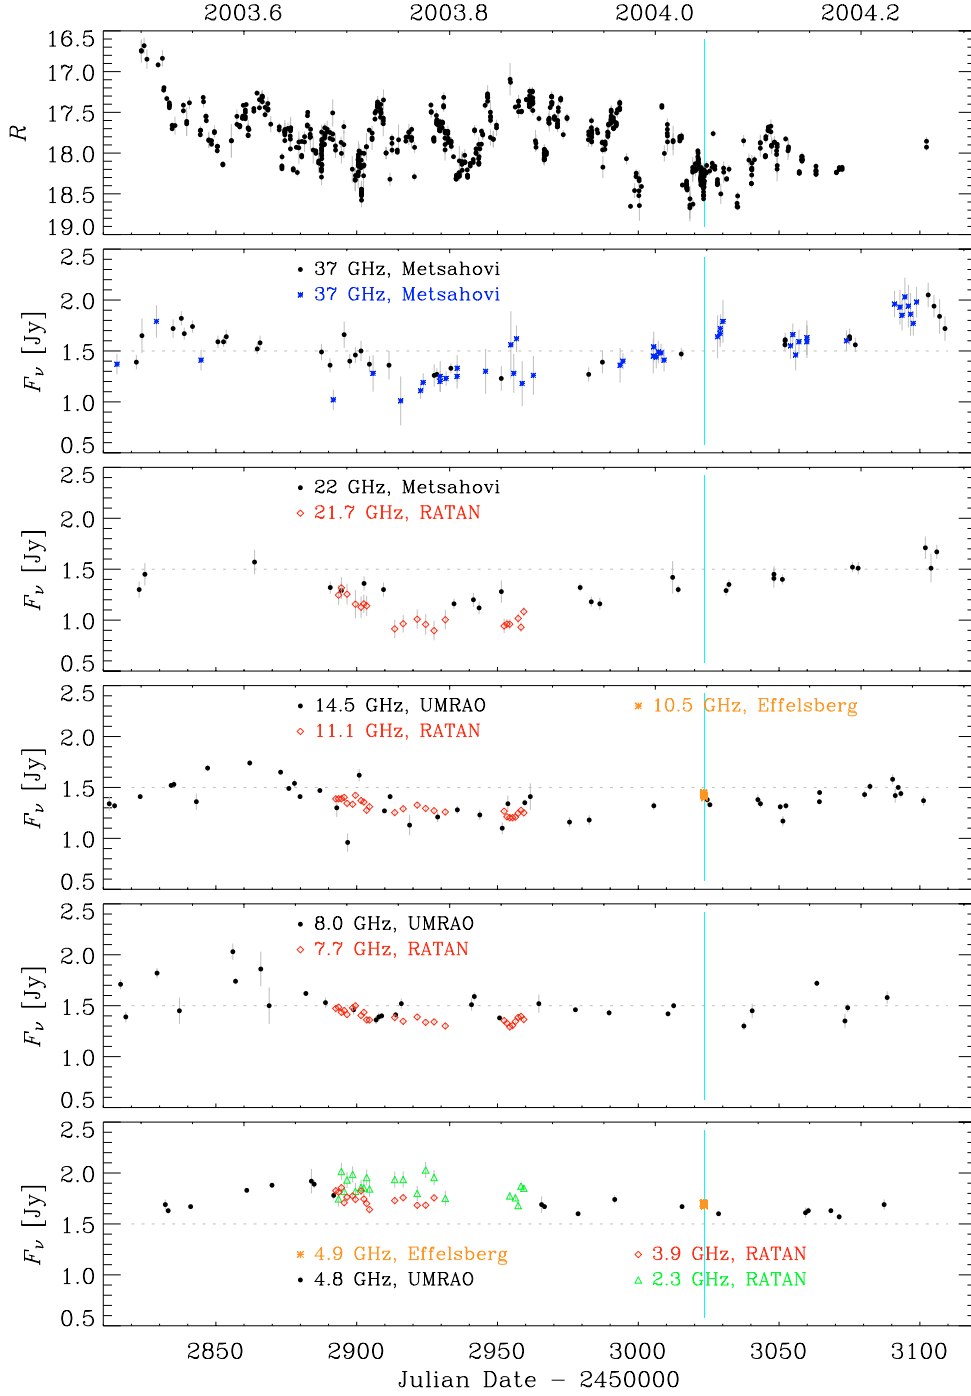 2003.6 2003.8 2004.0 2004.2
16.5
17.0
17.5
18.0
18.5
19.0
R
2.5
2.0
1.5
1.0
0.5
Fν [Jy]
37 GHz, Metsahovi
37 GHz, Metsahovi
2.5
2.0
1.5
1.0
0.5
Fν [Jy]
22 GHz, Metsahovi
21.7 GHz, RATAN
2.5
2.0
1.5
1.0
0.5
Fν [Jy]
14.5 GHz, UMRAO
11.1 GHz, RATAN
10.5 GHz, Effelsberg
2.5
2.0
1.5
1.0
0.5
Fν [Jy]
8.0 GHz, UMRAO
7.7 GHz, RATAN
2.5
2.0
1.5
1.0
0.5
Fν [Jy]
4.9 GHz, Effelsberg
4.8 GHz, UMRAO
3.9 GHz, RATAN
2.3 GHz, RATAN
2850 2900 2950 3000 3050 3100
Julian Date − 2450000